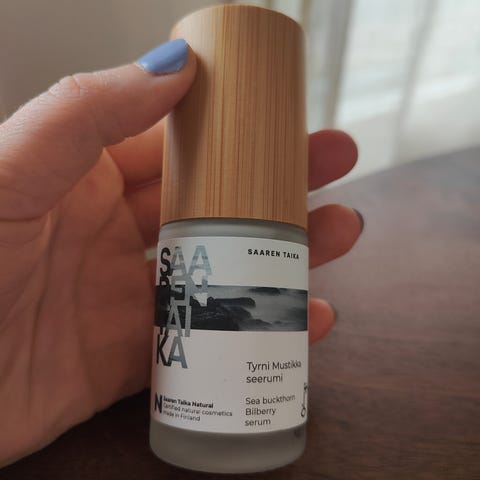 SAAREN TAIKA
SAA
REN
TAI
KA
Tyrni Mustikka
seerumi
Sea buckthorn
Bilberry
serum
N
Saaren Taika Natural
Certified natural cosmetics
made in Finland